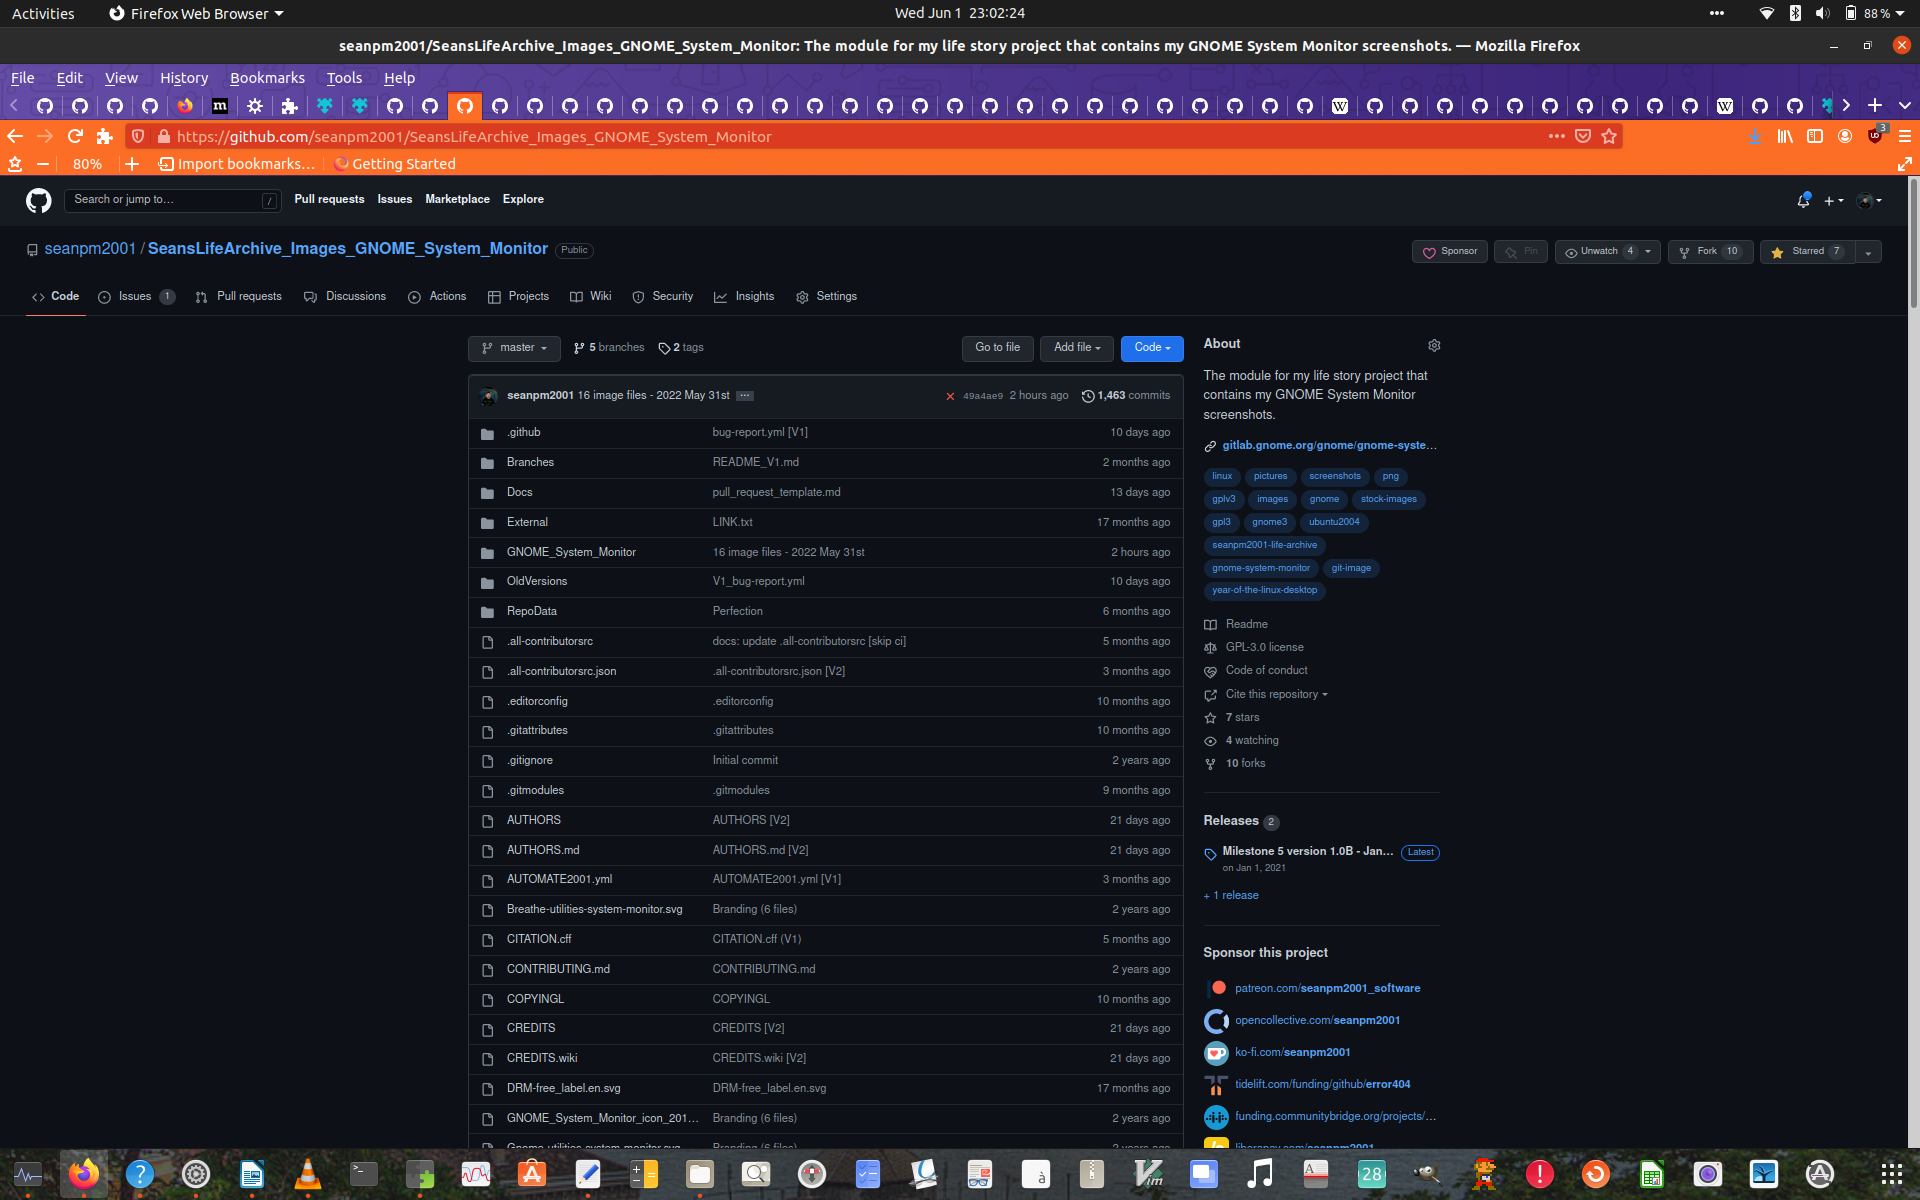 Activities Firefox Web Browser Wed Jun 1 23:02:24 88 %
seanpm2001/SeansLifeArchive_Images_GNOME_System_Monitor: The module for my life story project that contains my GNOME System Monitor screenshots. — Mozilla Firefox
File Edit View History Bookmarks Tools Help
https://github.com/seanpm2001/SeansLifeArchive_Images_GNOME_System_Monitor 3
80% Import bookmarks… Getting Started
Search or jump to… / Pull requests Issues Marketplace Explore
seanpm2001 / SeansLifeArchive_Images_GNOME_System_Monitor Public Sponsor Pin Unwatch 4 Fork 10 Starred 7
Code Issues 1 Pull requests Discussions Actions Projects Wiki Security Insights Settings
master 5 branches 2 tags Go to file Add file Code
seanpm2001 16 image files - 2022 May 31st 49a4ae9 2 hours ago 1,463 commits
.github bug-report.yml [V1] 10 days ago
Branches README_V1.md 2 months ago
Docs pull_request_template.md 13 days ago
External LINK.txt 17 months ago
GNOME_System_Monitor 16 image files - 2022 May 31st 2 hours ago
OldVersions V1_bug-report.yml 10 days ago
RepoData Perfection 6 months ago
.all-contributorsrc docs: update .all-contributorsrc [skip ci] 5 months ago
.all-contributorsrc.json .all-contributorsrc.json [V2] 3 months ago
.editorconfig .editorconfig 10 months ago
.gitattributes .gitattributes 10 months ago
.gitignore Initial commit 2 years ago
.gitmodules .gitmodules 9 months ago
AUTHORS AUTHORS [V2] 21 days ago
AUTHORS.md AUTHORS.md [V2] 21 days ago
AUTOMATE2001.yml AUTOMATE2001.yml [V1] 3 months ago
Breathe-utilities-system-monitor.svg Branding (6 files) 2 years ago
CITATION.cff CITATION.cff (V1) 5 months ago
CONTRIBUTING.md CONTRIBUTING.md 2 years ago
COPYINGL COPYINGL 10 months ago
CREDITS CREDITS [V2] 21 days ago
CREDITS.wiki CREDITS.wiki [V2] 21 days ago
DRM-free_label.en.svg DRM-free_label.en.svg 17 months ago
GNOME_System_Monitor_icon_201… Branding (6 files) 2 years ago
Gnome-utilities-system-monitor.svg Branding (6 files) 2 years ago
About
The module for my life story project that
contains my GNOME System Monitor
screenshots.
gitlab.gnome.org/gnome/gnome-syste…
linux pictures screenshots png
gplv3 images gnome stock-images
gpl3 gnome3 ubuntu2004
seanpm2001-life-archive
gnome-system-monitor git-image
year-of-the-linux-desktop
Readme
GPL-3.0 license
Code of conduct
Cite this repository
7 stars
4 watching
10 forks
Releases 2
Milestone 5 version 1.0B - Jan… Latest
on Jan 1, 2021
+ 1 release
Sponsor this project
patreon.com/seanpm2001_software
opencollective.com/seanpm2001
ko-fi.com/seanpm2001
tidelift.com/funding/github/error404
funding.communitybridge.org/projects/…
liberapay.com/seanpm2001
28